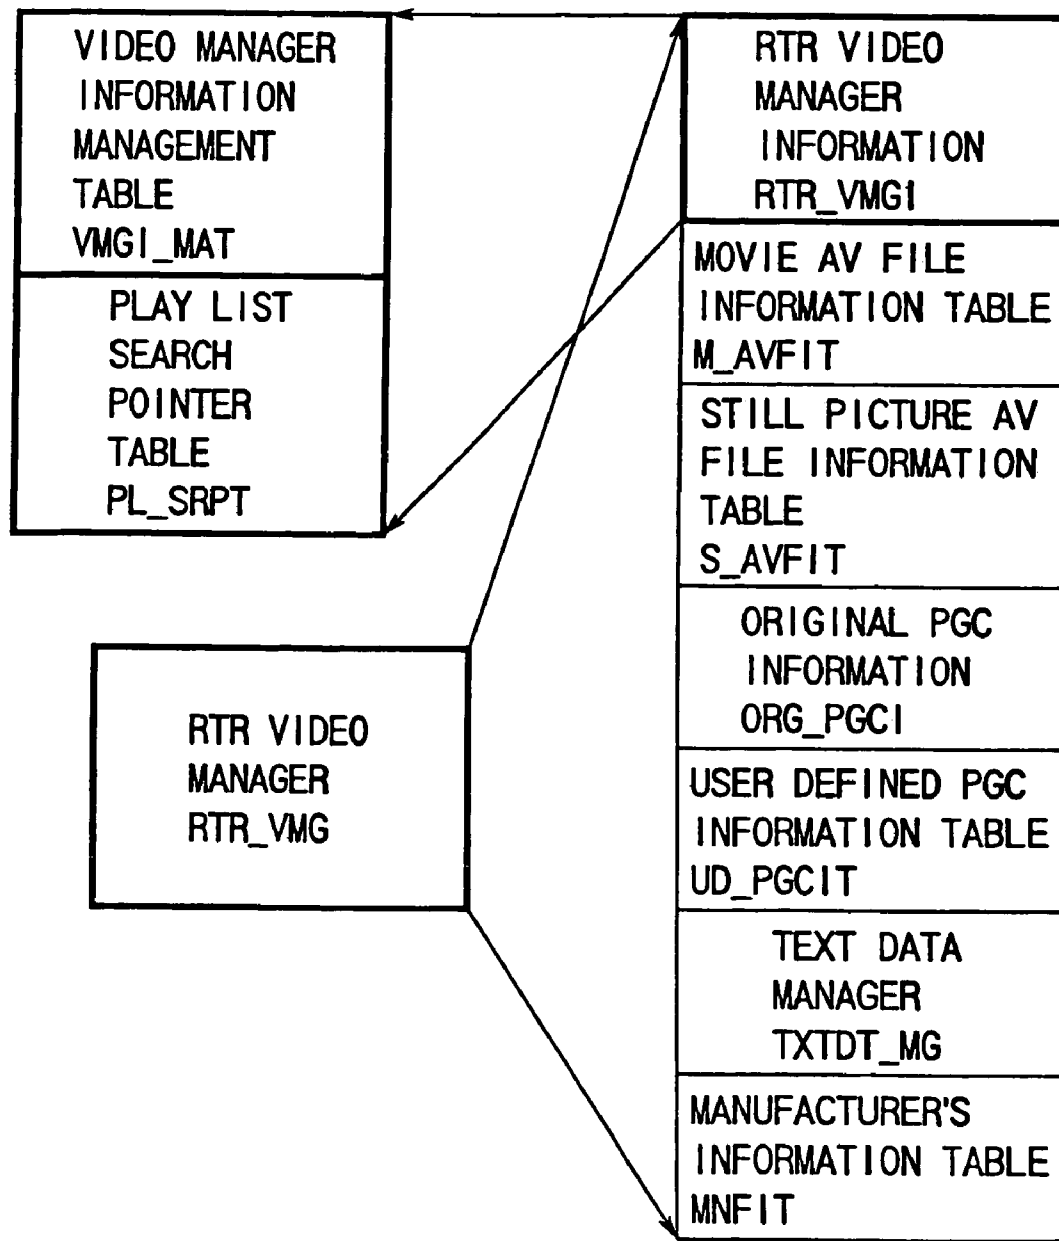 VIDEO MANAGER
INFORMATION
MANAGEMENT
TABLE
VMGI_MAT
PLAY LIST
SEARCH
POINTER
TABLE
PL_SRPT
RTR VIDEO
MANAGER
RTR_VMG
RTR VIDEO
MANAGER
INFORMATION
RTR_VMGI
MOVIE AV FILE
INFORMATION TABLE
M_AVFIT
STILL PICTURE AV
FILE INFORMATION
TABLE
S_AVFIT
ORIGINAL PGC
INFORMATION
ORG_PGCI
USER DEFINED PGC
INFORMATION TABLE
UD_PGCIT
TEXT DATA
MANAGER
TXTDT_MG
MANUFACTURER'S
INFORMATION TABLE
MNFIT